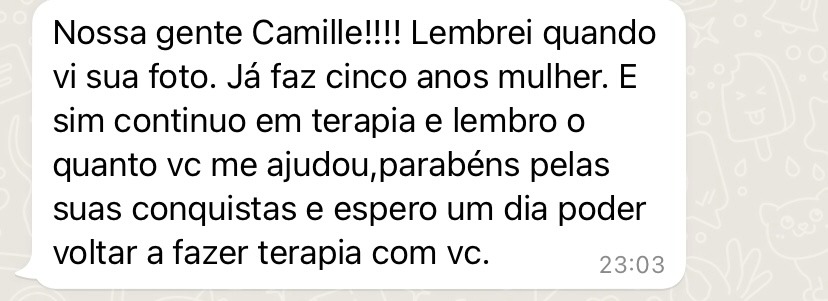 Nossa gente Camille!!!! Lembrei quando
vi sua foto. Já faz cinco anos mulher. E
sim continuo em terapia e lembro o
quanto vc me ajudou,parabéns pelas
suas conquistas e espero um dia poder
voltar a fazer terapia com vc.
23:03